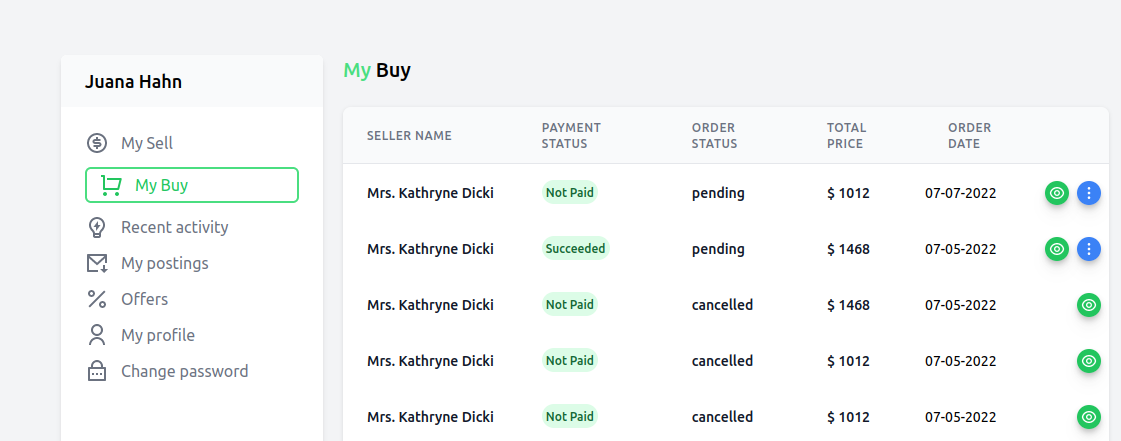 Juana Hahn
My Sell
My Buy
Recent activity
My postings
Offers
My profile
Change password
My Buy
SELLER NAME PAYMENT STATUS ORDER STATUS TOTAL PRICE ORDER DATE
Mrs. Kathryne Dicki Not Paid pending $ 1012 07-07-2022
Mrs. Kathryne Dicki Succeeded pending $ 1468 07-05-2022
Mrs. Kathryne Dicki Not Paid cancelled $ 1468 07-05-2022
Mrs. Kathryne Dicki Not Paid cancelled $ 1012 07-05-2022
Mrs. Kathryne Dicki Not Paid cancelled $ 1012 07-05-2022